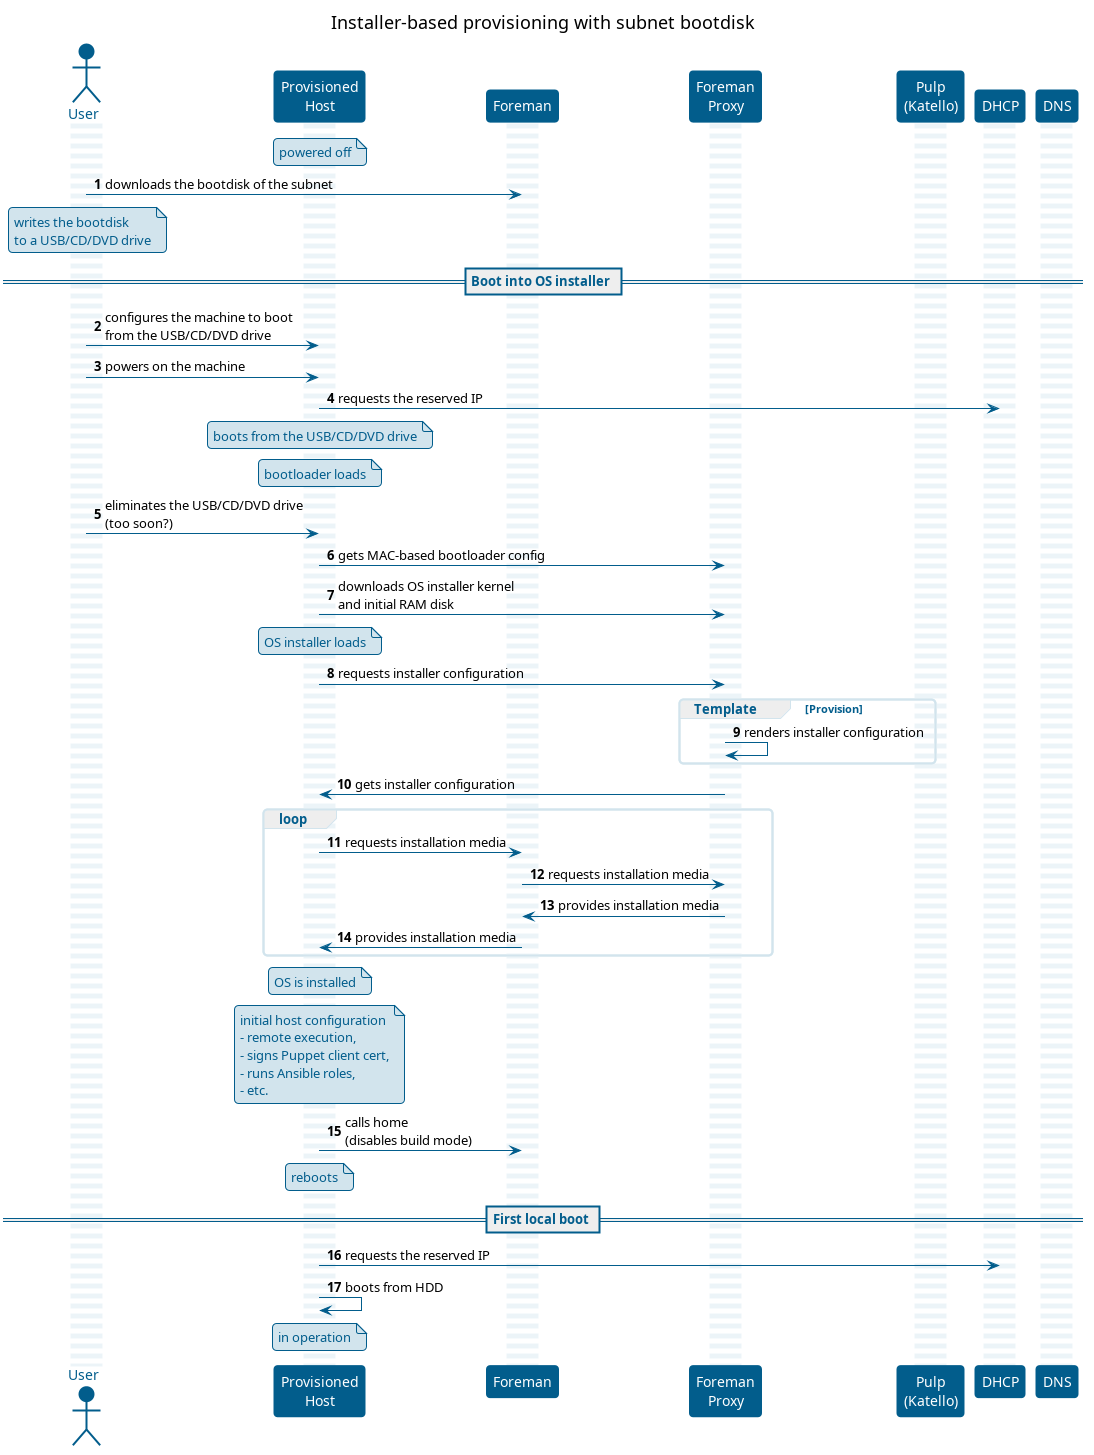 Installer-based provisioning with subnet bootdisk
User
Provisioned
Host
Foreman
Foreman
Proxy
Pulp
(Katello)
DHCP
DNS
powered off
1 downloads the bootdisk of the subnet
writes the bootdisk
to a USB/CD/DVD drive
Boot into OS installer
2 configures the machine to boot
from the USB/CD/DVD drive
3 powers on the machine
4 requests the reserved IP
boots from the USB/CD/DVD drive
bootloader loads
5 eliminates the USB/CD/DVD drive
(too soon?)
6 gets MAC-based bootloader config
7 downloads OS installer kernel
and initial RAM disk
OS installer loads
8 requests installer configuration
Template [Provision]
9 renders installer configuration
10 gets installer configuration
loop
11 requests installation media
12 requests installation media
13 provides installation media
14 provides installation media
OS is installed
initial host configuration
- remote execution,
- signs Puppet client cert,
- runs Ansible roles,
- etc.
15 calls home
(disables build mode)
reboots
First local boot
16 requests the reserved IP
17 boots from HDD
in operation
User
Provisioned
Host
Foreman
Foreman
Proxy
Pulp
(Katello)
DHCP
DNS